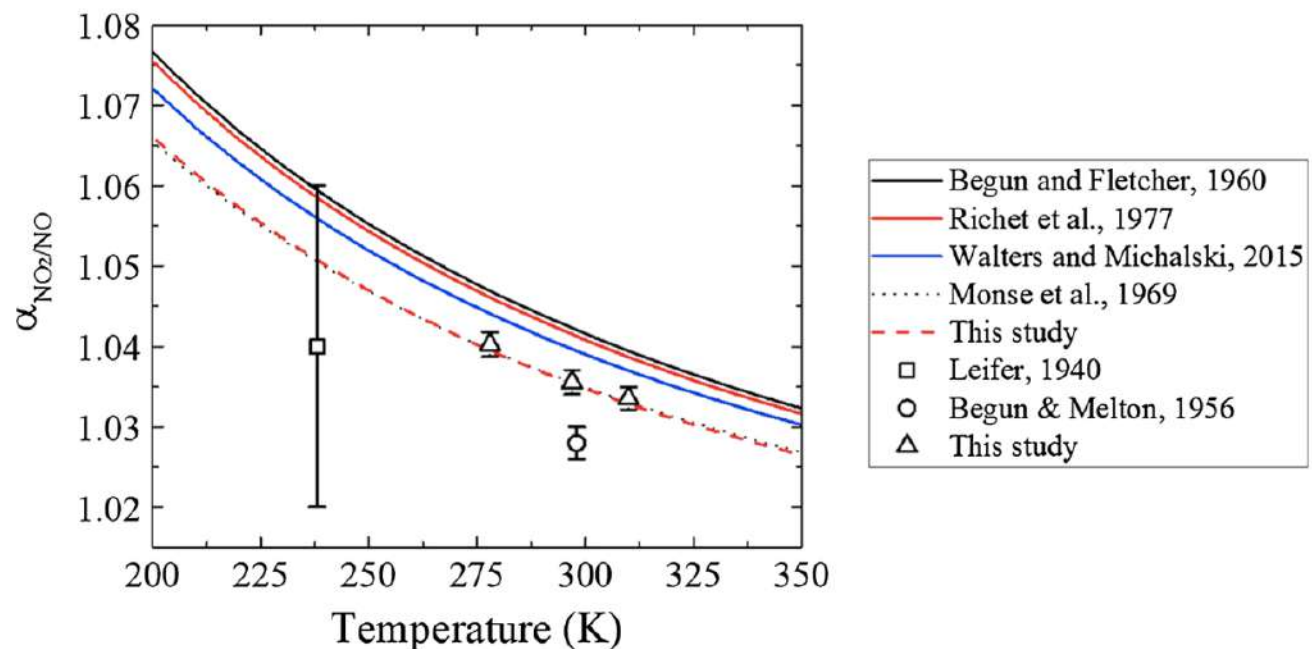 1.08
1.07
1.06
1.05
1.04
1.03
1.02
α_NO₂/NO
200 225 250 275 300 325 350
Temperature (K)
Begun and Fletcher, 1960
Richet et al., 1977
Walters and Michalski, 2015
Monse et al., 1969
This study
Leifer, 1940
Begun & Melton, 1956
This study